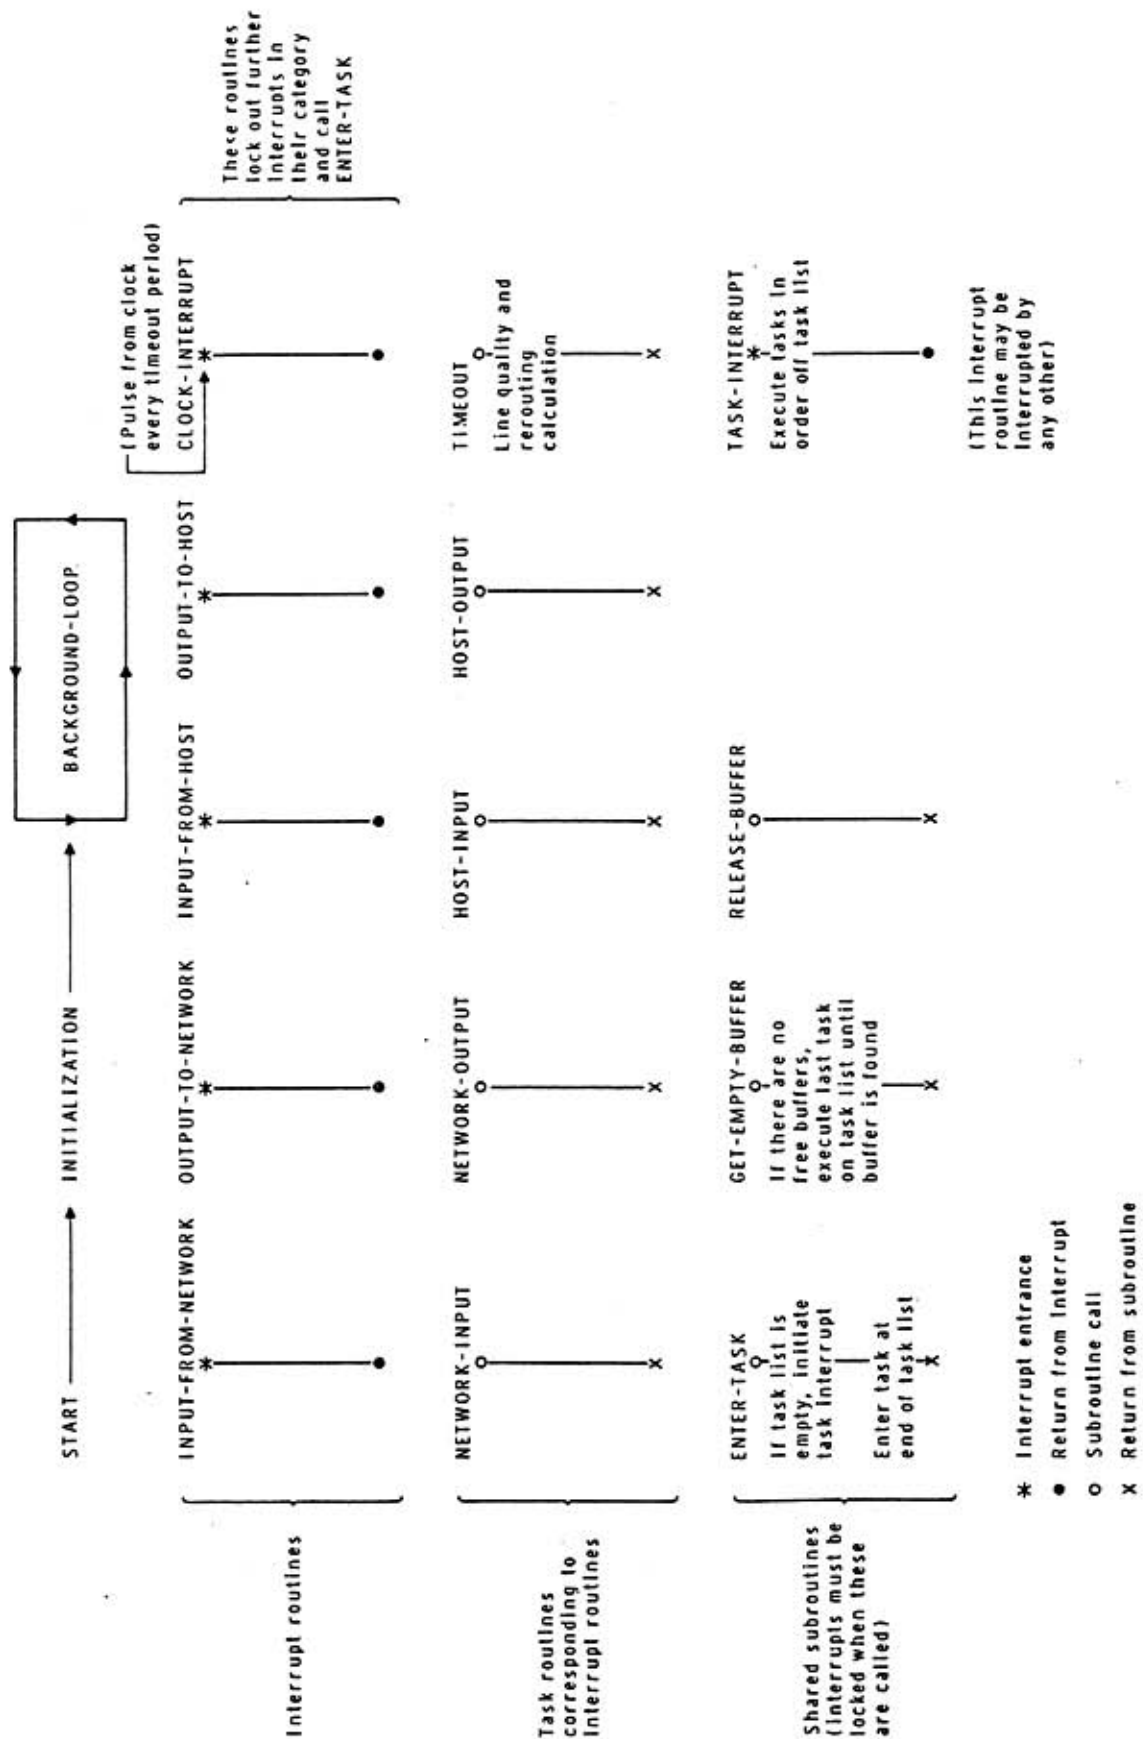 START
INITIALIZATION
BACKGROUND-LOOP
(Pulse from clock
every timeout period)
Interrupt routines
INPUT-FROM-NETWORK
OUTPUT-TO-NETWORK
INPUT-FROM-HOST
OUTPUT-TO-HOST
CLOCK-INTERRUPT
These routines
lock out further
interrupts in
their category
and call
ENTER-TASK
Task routines
corresponding to
interrupt routines
NETWORK-INPUT
NETWORK-OUTPUT
HOST-INPUT
HOST-OUTPUT
TIMEOUT
Line quality and
rerouting
calculation
Shared subroutines
(interrupts must be
locked when these
are called)
ENTER-TASK
If task list is
empty, initiate
task interrupt
Enter task at
end of task list
GET-EMPTY-BUFFER
If there are no
free buffers,
execute last task
on task list until
buffer is found
RELEASE-BUFFER
TASK-INTERRUPT
Execute tasks in
order off task list
(This interrupt
routine may be
interrupted by
any other)
* Interrupt entrance
● Return from interrupt
o Subroutine call
x Return from subroutine